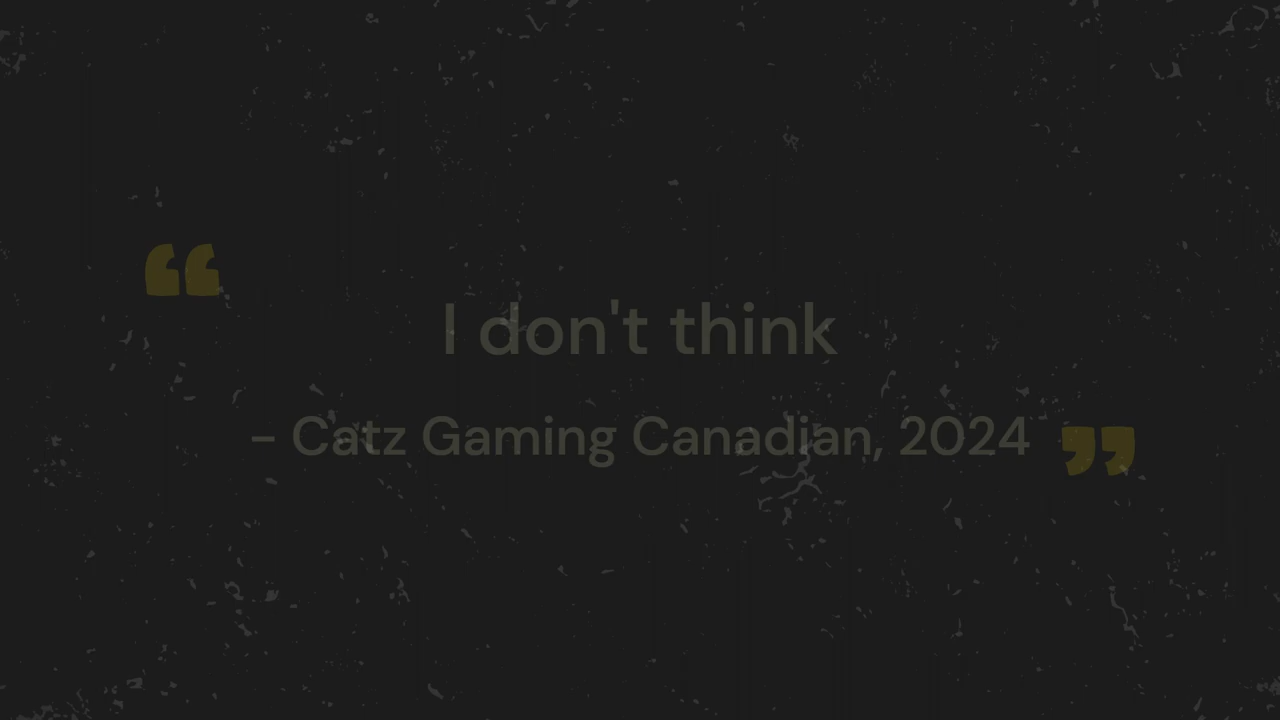 “
I don't think
– Catz Gaming Canadian, 2024 ”